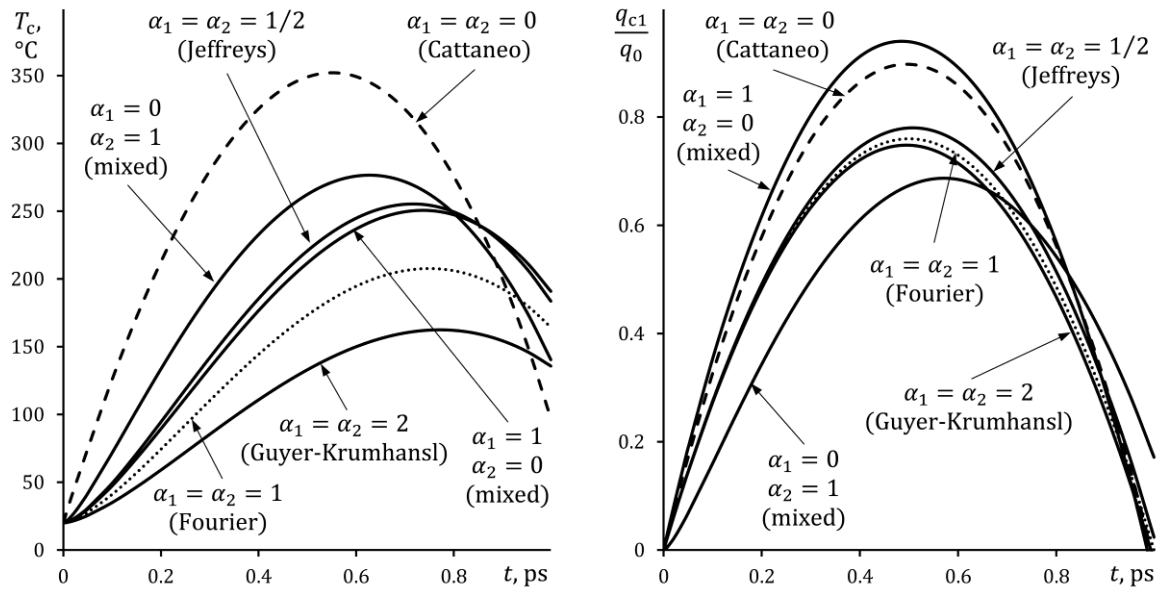 T_c,
°C
α₁ = α₂ = 1/2
(Jeffreys)
α₁ = α₂ = 0
(Cattaneo)
350
α₁ = 0
α₂ = 1
(mixed)
300
250
200
150
100
50
0
α₁ = α₂ = 2
(Guyer-Krumhansl)
α₁ = 1
α₂ = 0
(mixed)
α₁ = α₂ = 1
(Fourier)
0
0.2
0.4
0.6
0.8
t, ps
q_c1
q₀
α₁ = α₂ = 0
(Cattaneo)
α₁ = α₂ = 1/2
(Jeffreys)
α₁ = 1
α₂ = 0
(mixed)
0.8
0.6
0.4
0.2
0
α₁ = α₂ = 1
(Fourier)
α₁ = α₂ = 2
(Guyer-Krumhansl)
α₁ = 0
α₂ = 1
(mixed)
0
0.2
0.4
0.6
0.8
t, ps